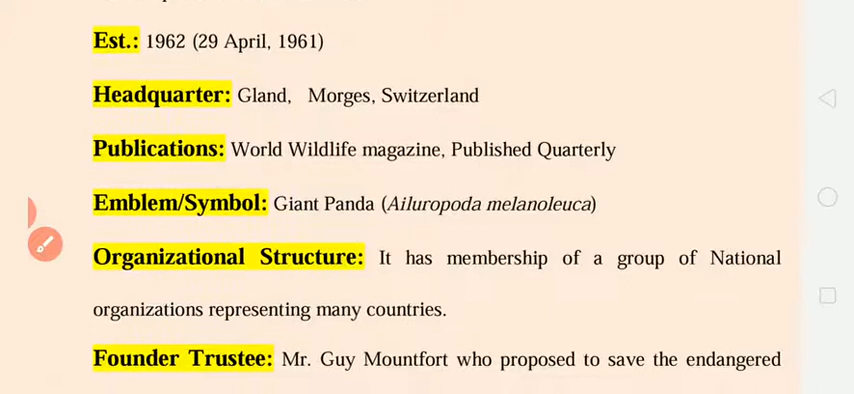 Est.: 1962 (29 April, 1961)
Headquarter: Gland, Morges, Switzerland
Publications: World Wildlife magazine, Published Quarterly
Emblem/Symbol: Giant Panda (Ailuropoda melanoleuca)
Organizational Structure: It has membership of a group of National
organizations representing many countries.
Founder Trustee: Mr. Guy Mountfort who proposed to save the endangered